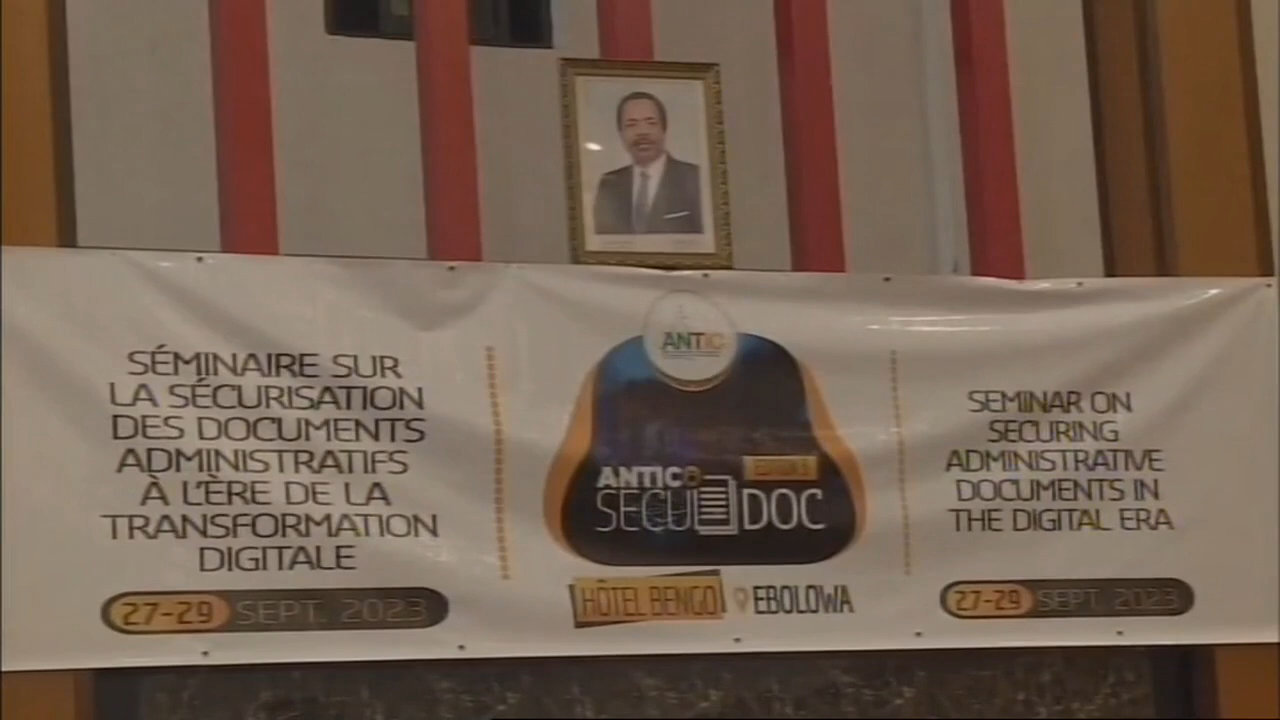 SÉMINAIRE SUR
LA SÉCURISATION
DES DOCUMENTS
ADMINISTRATIFS
À L'ÈRE DE LA
TRANSFORMATION
DIGITALE
27-29 SEPT. 2023
ANTIC
ANTIC
SECU DOC
HÔTEL BENGO EBOLOWA
SEMINAR ON
SECURING
ADMINISTRATIVE
DOCUMENTS IN
THE DIGITAL ERA
27-29 SEPT. 2023